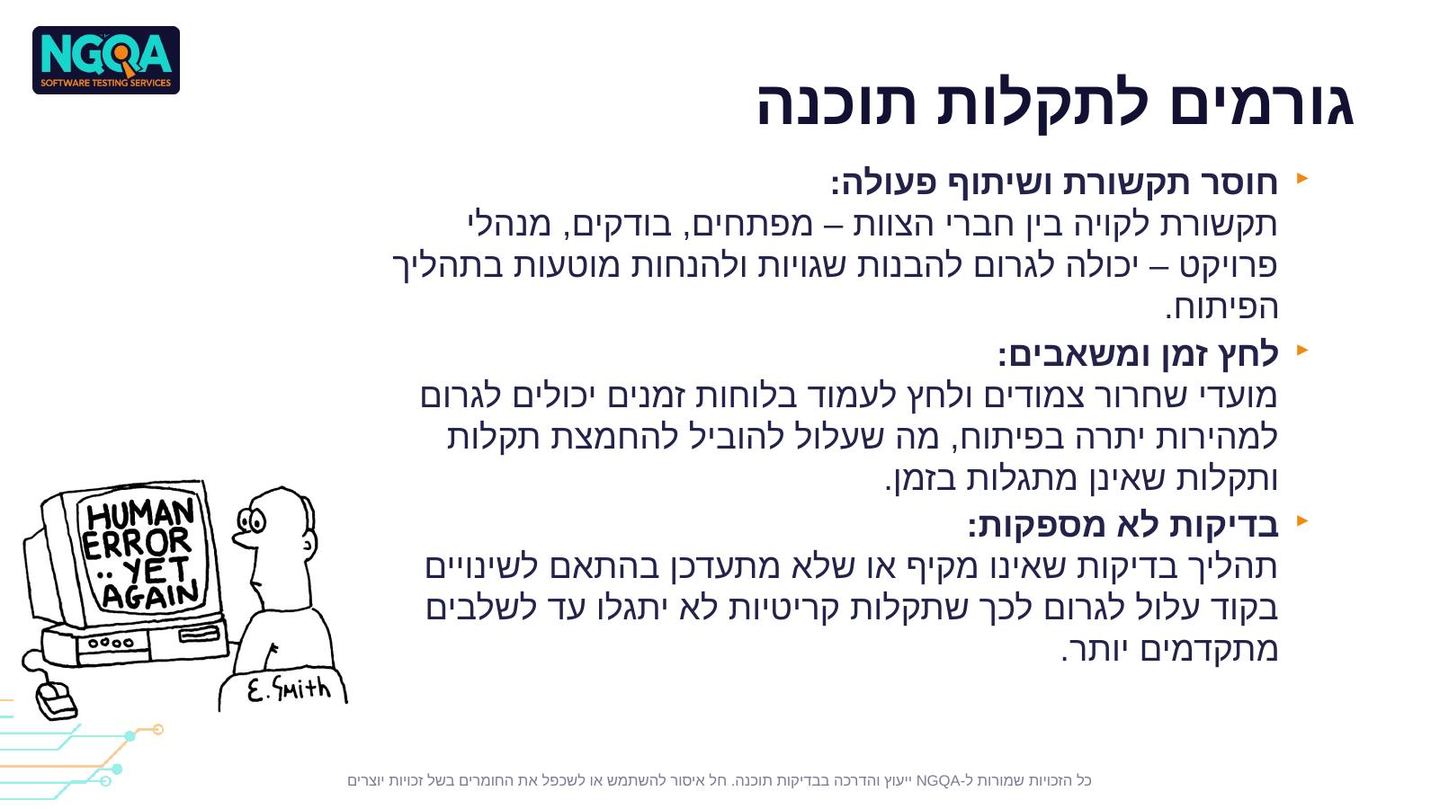 NGQA
SOFTWARE TESTING SERVICES
גורמים לתקלות תוכנה
חוסר תקשורת ושיתוף פעולה:
תקשורת לקויה בין חברי הצוות – מפתחים, בודקים, מנהלי
פרויקט – יכולה לגרום להבנות שגויות ולהנחות מוטעות בתהליך
הפיתוח.
לחץ זמן ומשאבים:
מועדי שחרור צמודים ולחץ לעמוד בלוחות זמנים יכולים לגרום
למהירות יתרה בפיתוח, מה שעלול להוביל להחמצת תקלות
ותקלות שאינן מתגלות בזמן.
בדיקות לא מספקות:
תהליך בדיקות שאינו מקיף או שלא מתעדכן בהתאם לשינויים
בקוד עלול לגרום לכך שתקלות קריטיות לא יתגלו עד לשלבים
מתקדמים יותר.
HUMAN
ERROR
.. YET
AGAIN
E. Smith
כל הזכויות שמורות ל-NGQA ייעוץ והדרכה בבדיקות תוכנה. חל איסור להשתמש או לשכפל את החומרים בשל זכויות יוצרים